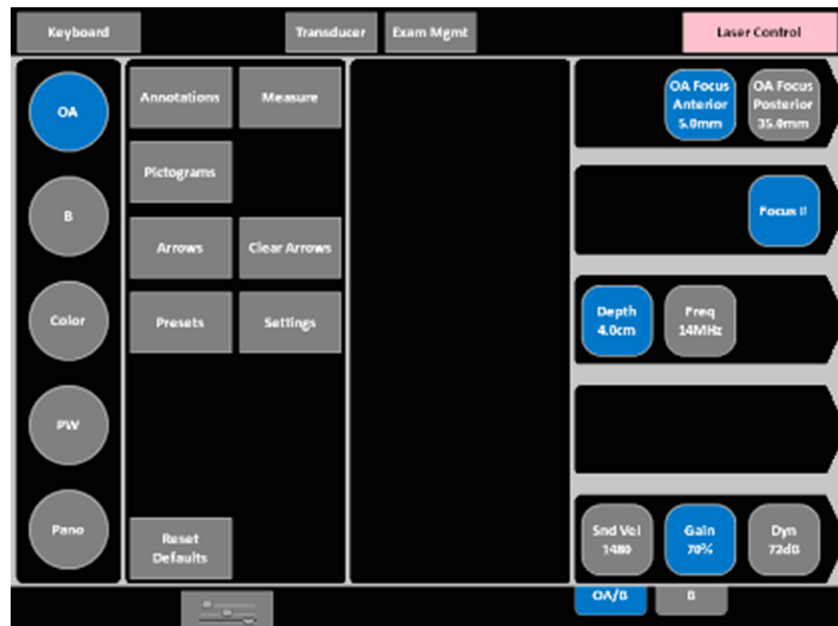 Keyboard
Transducer
Exam Mgmt
Laser Control
OA
B
Color
PW
Pano
Annotations
Measure
Pictograms
Arrows
Clear Arrows
Presets
Settings
Reset
Defaults
OA Focus
Anterior
5.0mm
OA Focus
Posterior
35.0mm
Focus
Depth
4.0cm
Freq
14MHz
Snd Vel
1480
Gain
70%
Dyn
72dB
OA/B
B